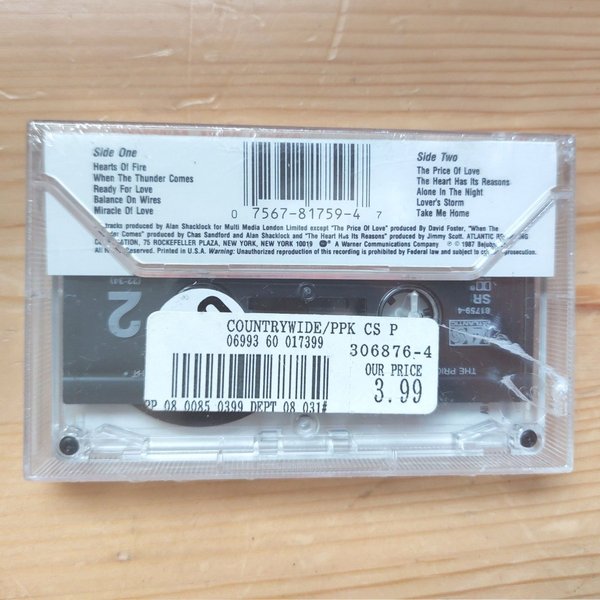 Side One
Hearts Of Fire
When The Thunder Comes
Ready For Love
Balance On Wires
Miracle Of Love
0 7567-81759-4 7
Side Two
The Price Of Love
The Heart Has Its Reasons
Alone In The Night
Lover's Storm
Take Me Home
tracks produced by Alan Shacklock for Multi Media London Limited except "The Price Of Love" produced by David Foster, "When The
Thunder Comes" produced by Chas Sandford and Alan Shacklock and "The Heart Has Its Reasons" produced by Jimmy Scott. ATLANTIC RECORDING
CORPORATION, 75 ROCKEFELLER PLAZA, NEW YORK, NEW YORK 10019 A Warner Communications Company ℗ © 1987
All Rights Reserved. Printed in U.S.A. Warning: Unauthorized reproduction of this recording is prohibited by Federal law and subject to criminal prosecution.
2
SR
81759-4
THE PRIC
COUNTRYWIDE/PPK CS P
06993 60 017399
306876-4
OUR PRICE
3.99
PP 08 0085 0399 DEPT 08 031#